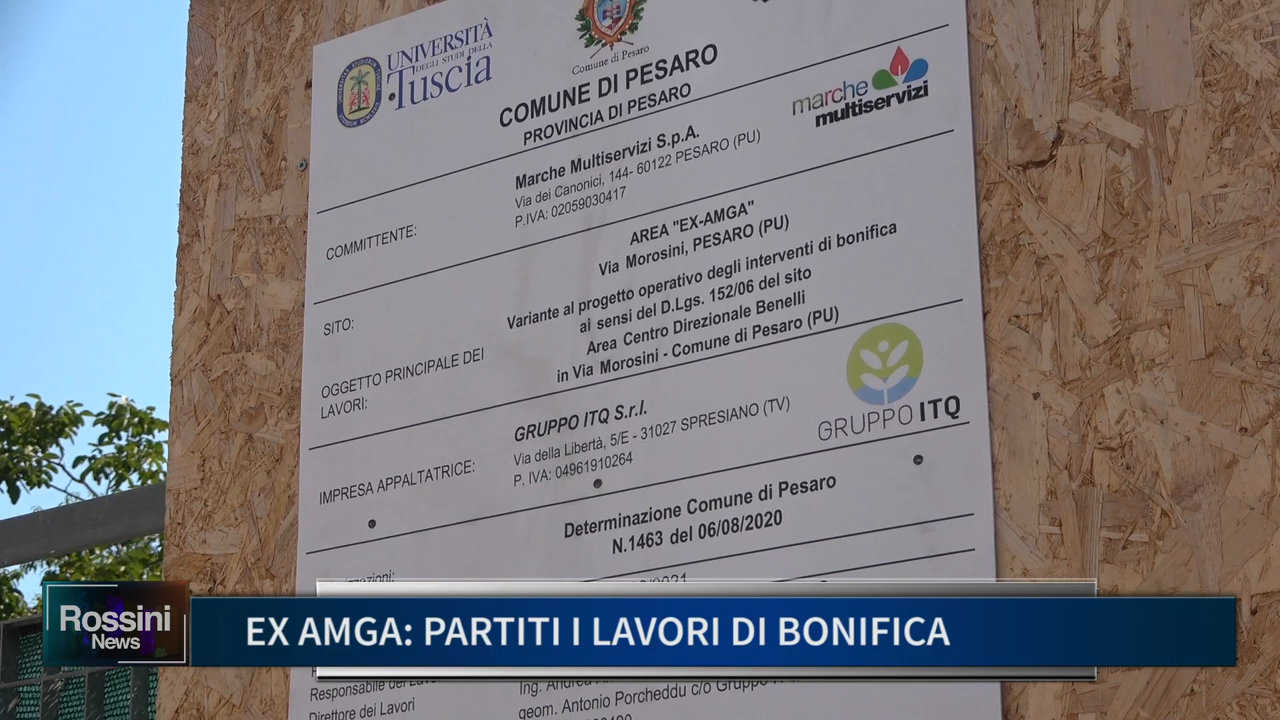 UNIVERSITÀ
DEGLI STUDI DELLA
Tuscia
Comune di Pesaro
COMUNE DI PESARO
PROVINCIA DI PESARO
marche
multiservizi
COMMITTENTE:
Marche Multiservizi S.p.A.
Via dei Canonici, 144- 60122 PESARO (PU)
P.IVA: 02059030417
SITO:
AREA "EX-AMGA"
Via Morosini, PESARO (PU)
OGGETTO PRINCIPALE DEI
LAVORI:
Variante al progetto operativo degli interventi di bonifica
ai sensi del D.Lgs. 152/06 del sito
Area Centro Direzionale Benelli
in Via Morosini - Comune di Pesaro (PU)
IMPRESA APPALTATRICE:
GRUPPO ITQ S.r.l.
Via della Libertà, 5/E - 31027 SPRESIANO (TV)
P. IVA: 04961910264
GRUPPO ITQ
Determinazione Comune di Pesaro
N.1463 del 06/08/2020
Rossini
News
EX AMGA: PARTITI I LAVORI DI BONIFICA
Responsabile dei
Ing. Andrea
Direttore dei Lavori
geom. Antonio Porcheddu c/o Gruppo